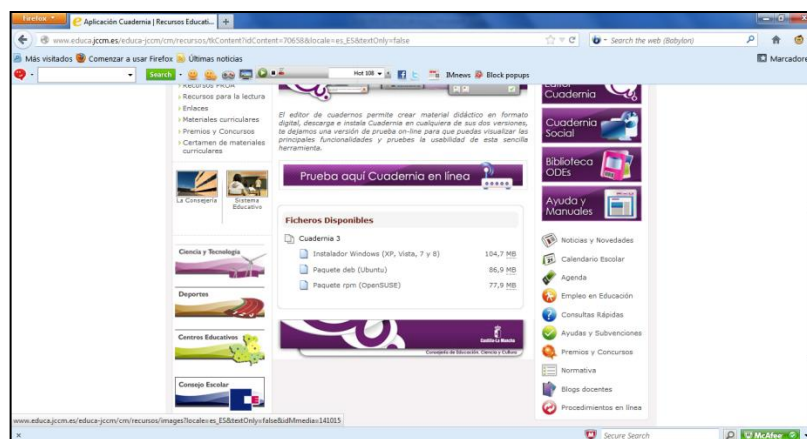 Firefox
Aplicación Cuadernia | Recursos Educati...
www.educa.jccm.es/educa-jccm/cm/recursos/tkContent?idContent=70658&locale=es_ES&textOnly=false
Search the web (Babylon)
Más visitados
Comenzar a usar Firefox
Últimas noticias
Marcadores
Search
Hot 108
IMnews
Block popups
Recursos PROA
Recursos para la lectura
Enlaces
Materiales curriculares
Premios y Concursos
Certamen de materiales
curriculares
La Consejería
Sistema
Educativo
Ciencia y Tecnología
Deportes
Centros Educativos
Consejo Escolar
El editor de cuadernos permite crear material didáctico en formato
digital, descarga e instala Cuadernia en cualquiera de sus dos versiones,
te dejamos una versión de prueba on-line para que puedas visualizar las
principales funcionalidades y pruebes la usabilidad de esta sencilla
herramienta.
Prueba aquí Cuadernia en línea
Ficheros Disponibles
Cuadernia 3
Instalador Windows (XP, Vista, 7 y 8) 104,7 MB
Paquete deb (Ubuntu) 86,9 MB
Paquete rpm (OpenSUSE) 77,9 MB
Castilla-La Mancha
Consejería de Educación, Ciencia y Cultura
Editor
Cuadernia
Cuadernia
Social
Biblioteca
ODEs
Ayuda y
Manuales
Noticias y Novedades
Calendario Escolar
Agenda
Empleo en Educación
Consultas Rápidas
Ayudas y Subvenciones
Premios y Concursos
Normativa
Blogs docentes
Procedimientos en línea
www.educa.jccm.es/educa-jccm/cm/recursos/images?locale=es_ES&textOnly=false&idMmedia=141015
Secure Search
McAfee